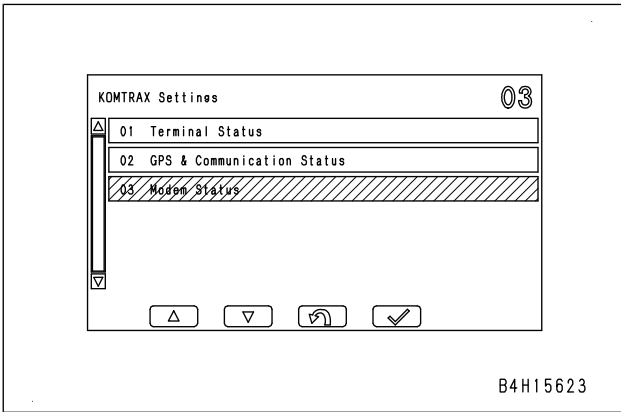 KOMTRAX Settings
03
01 Terminal Status
02 GPS & Communication Status
03 Modem Status
B4H15623